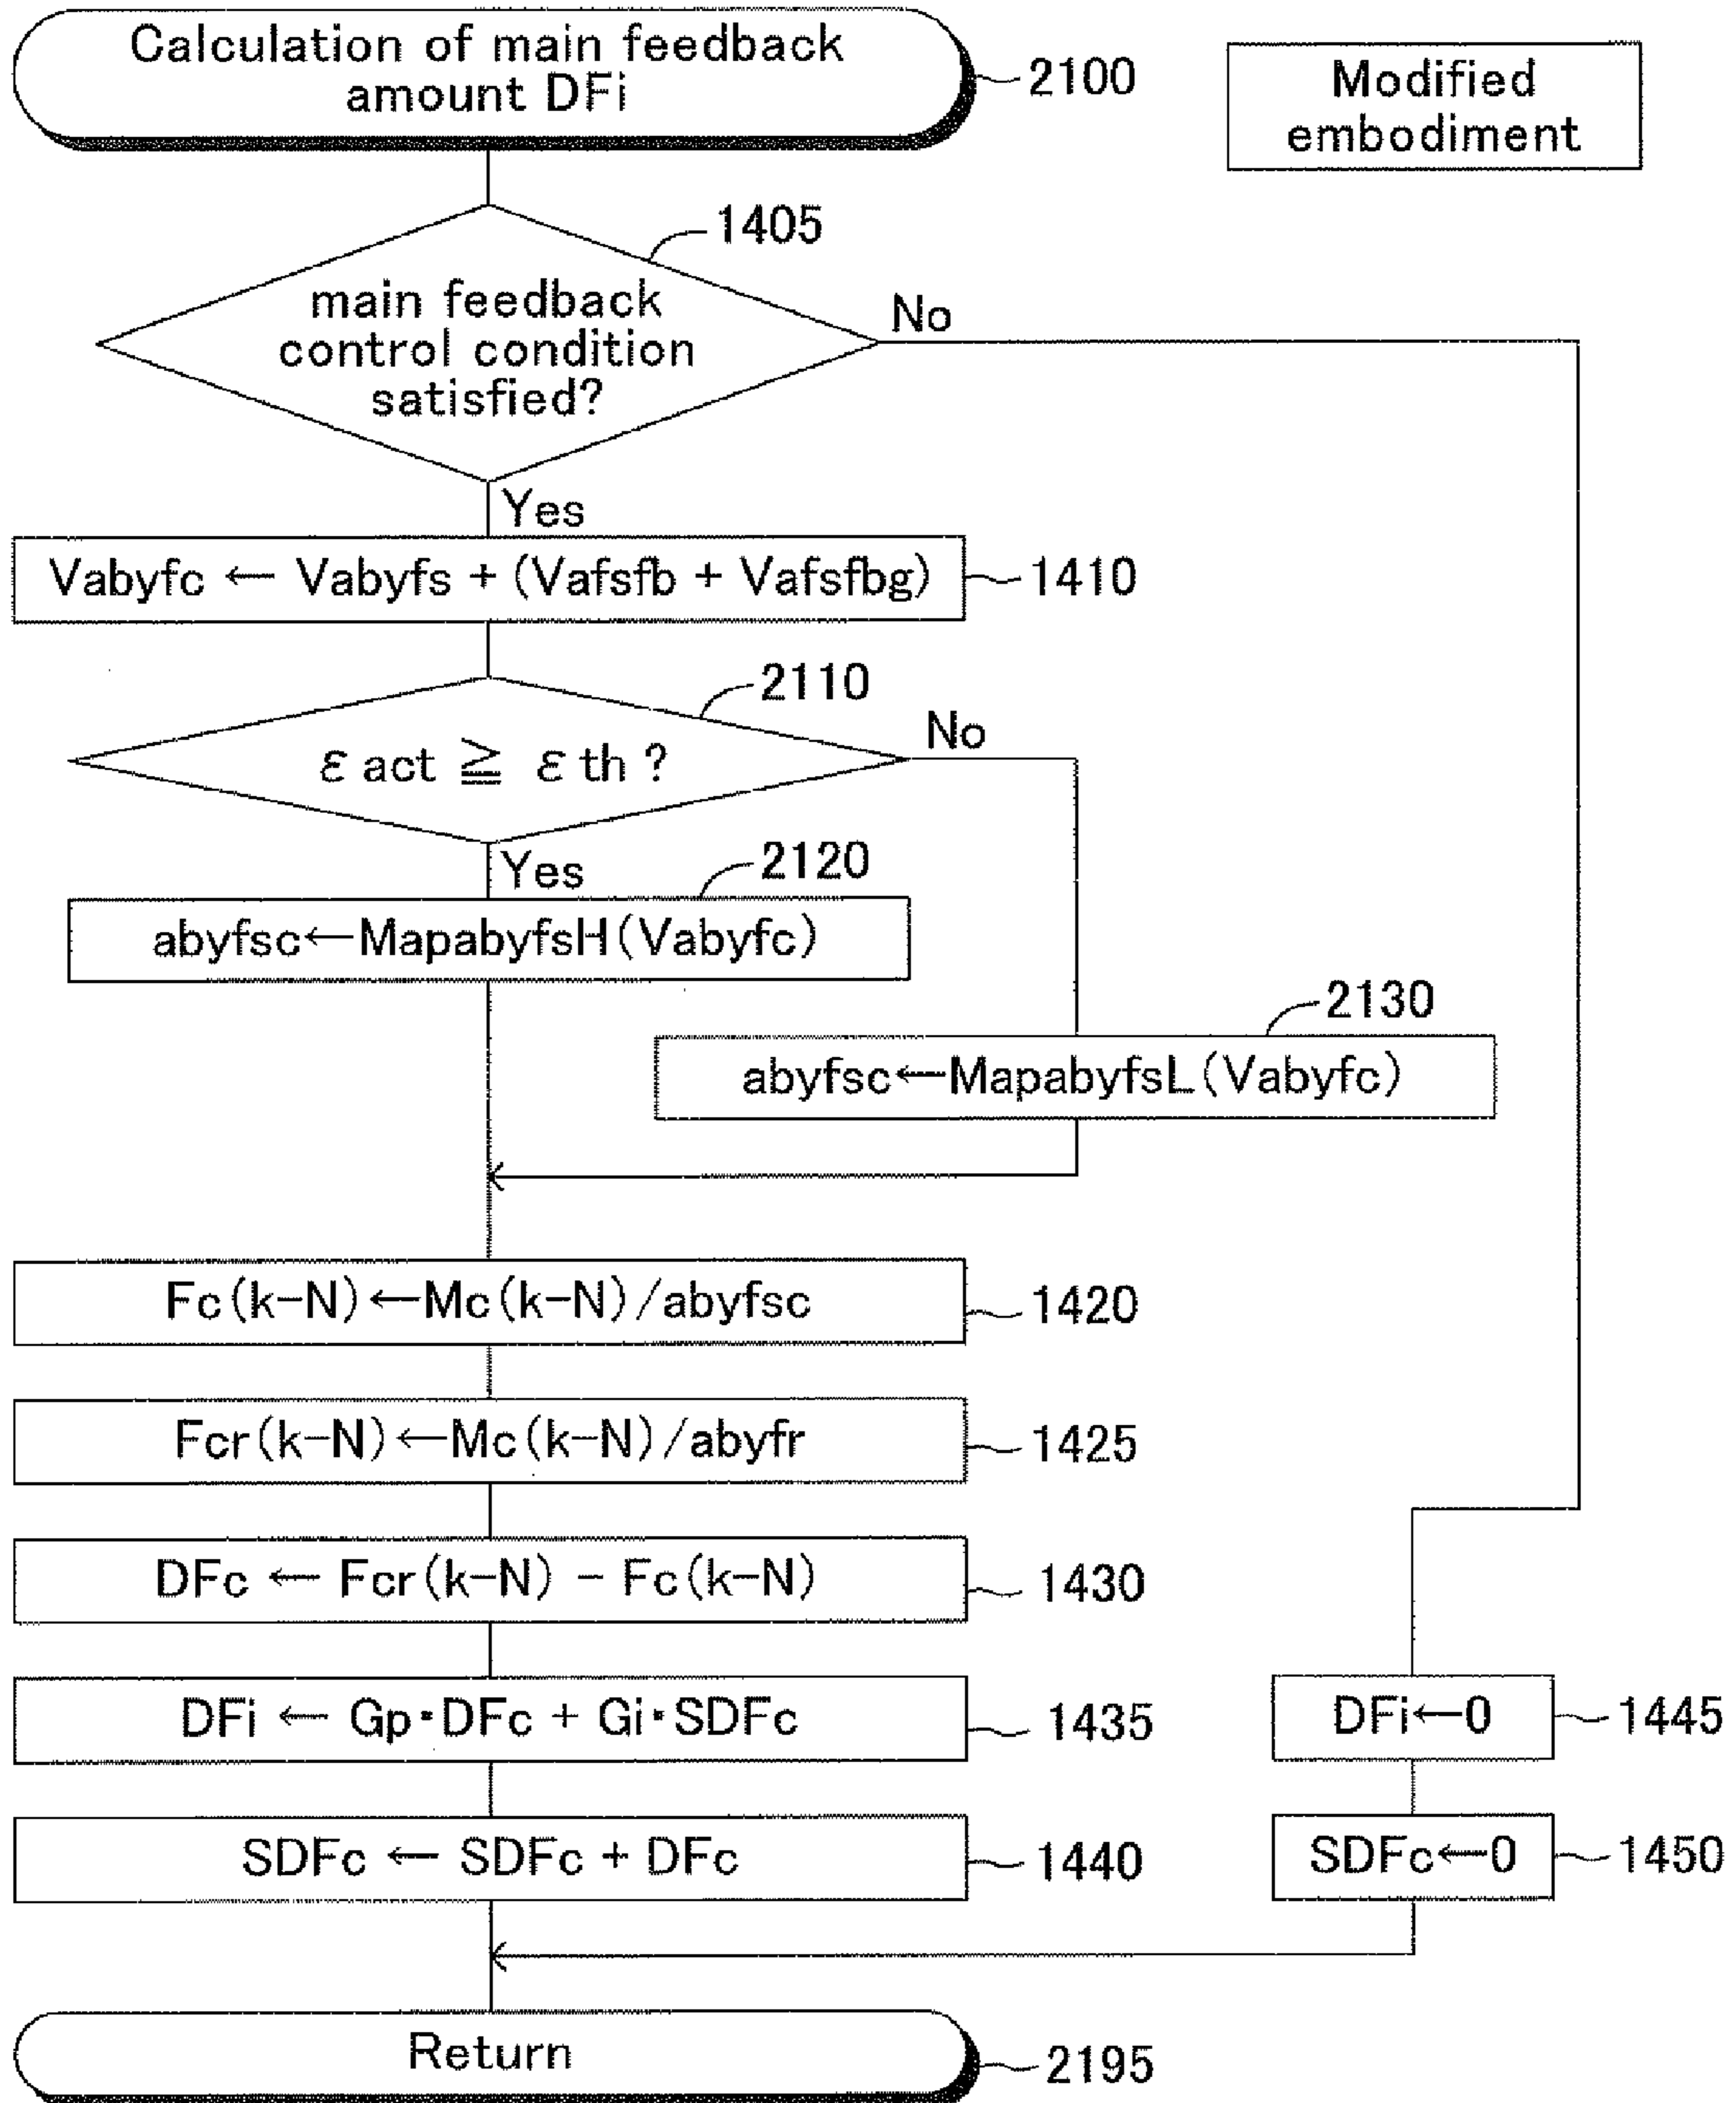 Calculation of main feedback
amount DFi
2100
Modified
embodiment
1405
main feedback
control condition
satisfied?
No
Yes
Vabyfc ← Vabyfs + (Vafsfb + Vafsfbg)
1410
2110
εact ≧ εth?
No
Yes
2120
abyfsc←MapabyfsH(Vabyfc)
2130
abyfsc←MapabyfsL(Vabyfc)
Fc(k-N)←Mc(k-N)/abyfsc
1420
Fcr(k-N)←Mc(k-N)/abyfr
1425
DFc ← Fcr(k-N) - Fc(k-N)
1430
DFi ← Gp・DFc + Gi・SDFc
1435
DFi←0
1445
SDFc ← SDFc + DFc
1440
SDFc←0
1450
Return
2195